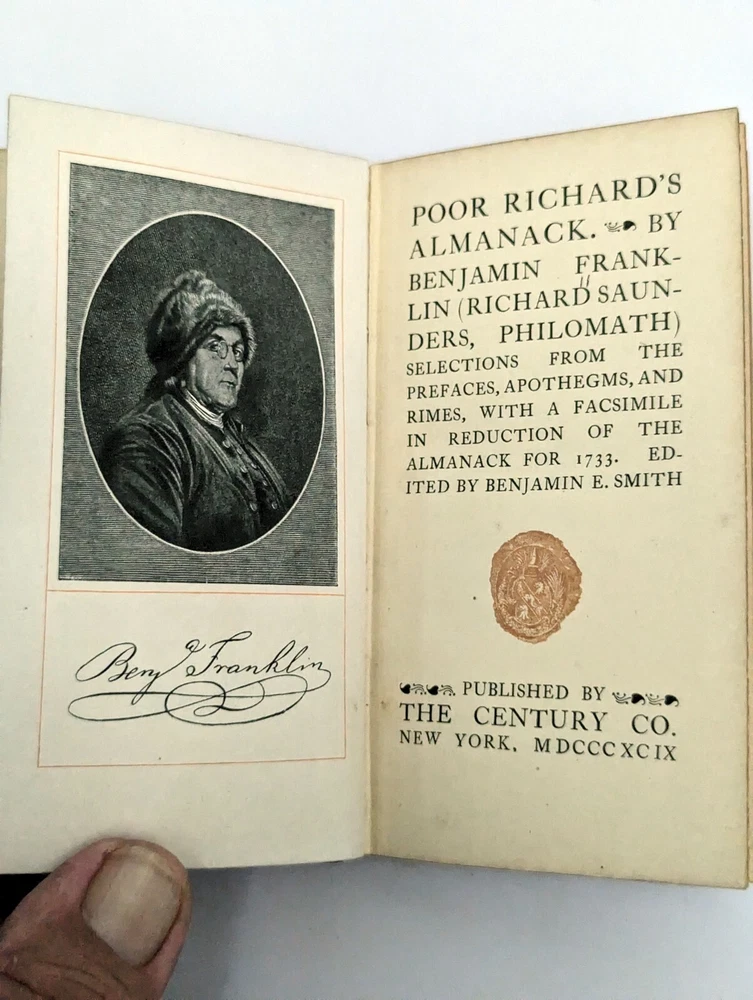 Benjᵃ Franklin
POOR RICHARD'S
ALMANACK. BY
BENJAMIN FRANK-
LIN (RICHARD SAUN-
DERS, PHILOMATH)
SELECTIONS FROM THE
PREFACES, APOTHEGMS, AND
RIMES, WITH A FACSIMILE
IN REDUCTION OF THE
ALMANACK FOR 1733. ED-
ITED BY BENJAMIN E. SMITH
PUBLISHED BY
THE CENTURY CO.
NEW YORK, MDCCCXCIX